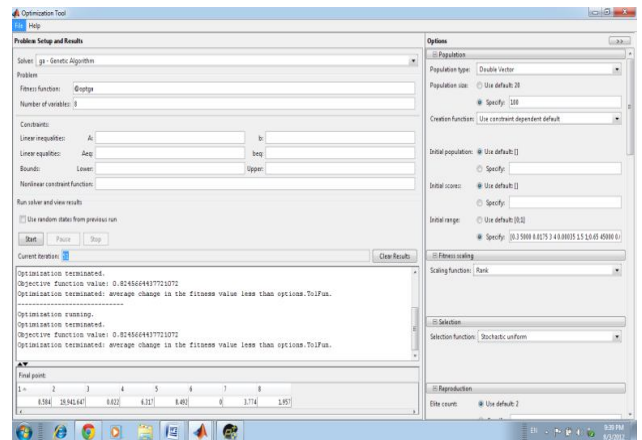 Optimization Tool
File Help
Problem Setup and Results
Solver: ga - Genetic Algorithm
Problem
Fitness function: @optga
Number of variables: 8
Constraints:
Linear inequalities: A: b:
Linear equalities: Aeq: beq:
Bounds: Lower: Upper:
Nonlinear constraint function:
Run solver and view results
Use random states from previous run
Start Pause Stop
Current iteration: Clear Results
Optimization terminated.
Objective function value: 0.8245664437721072
Optimization terminated: average change in the fitness value less than options.TolFun.
-----------------------------
Optimization running.
Optimization terminated.
Objective function value: 0.8245664437721072
Optimization terminated: average change in the fitness value less than options.TolFun.
Final point:
1 2 3 4 5 6 7 8
0.584 19,941.647 0.022 6.317 8.492 0 3.774 1.957
Options >>
Population
Population type: Double Vector
Population size: Use default: 20
Specify: 100
Creation function: Use constraint dependent default
Initial population: Use default: []
Specify:
Initial scores: Use default: []
Specify:
Initial range: Use default: [0;1]
Specify: [0.3 5000 0.0175 3 4 0.00035 1.5 1;0.65 45000 0.
Fitness scaling
Scaling function: Rank
Selection
Selection function: Stochastic uniform
Reproduction
Elite count: Use default: 2
EN 9:30 PM